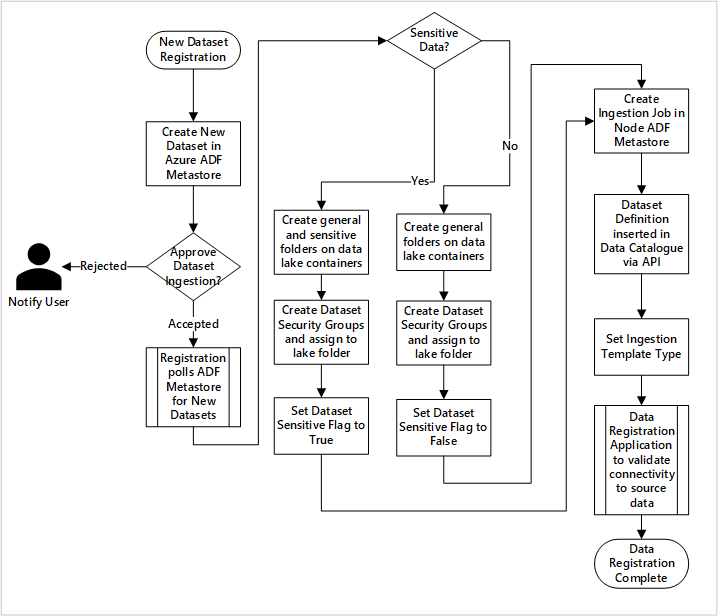 New Dataset
Registration
Create New
Dataset in
Azure ADF
Metastore
Approve
Dataset
Ingestion?
Rejected
Notify User
Accepted
Registration
polls ADF
Metastore
for New
Datasets
Sensitive
Data?
Yes
No
Create general
and sensitive
folders on data
lake containers
Create Dataset
Security Groups
and assign to
lake folder
Set Dataset
Sensitive Flag to
True
Create general
folders on data
lake containers
Create Dataset
Security Groups
and assign to
lake folder
Set Dataset
Sensitive Flag to
False
Create
Ingestion Job in
Node ADF
Metastore
Dataset
Definition
inserted in
Data Catalogue
via API
Set Ingestion
Template Type
Data
Registration
Application
to validate
connectivity
to source
data
Data
Registration
Complete